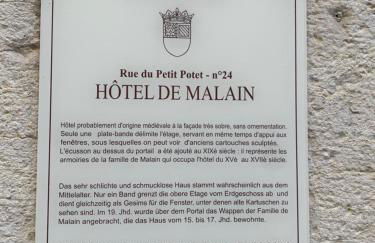 Rue du Petit Potet - n°24
HÔTEL DE MALAIN
Hôtel probablement d'origine médiévale à la façade très sobre, sans ornementation.
Seule une plate-bande délimite l'étage, servant en même temps d'appui aux
fenêtres, sous lesquelles on peut voir d'anciens cartouches sculptés.
L'écusson au dessus du portail a été ajouté au XIXè siècle : il représente les
armoiries de la famille de Malain qui occupa l'hôtel du XVè au XVIIè siècle.
Das sehr schlichte und schmucklose Haus stammt wahrscheinlich aus dem
Mittelalter. Nur ein Band grenzt die obere Etage vom Erdgeschoss ab und
dient gleichzeitig als Gesims für die Fenster, unter denen alte Kartuschen zu
sehen sind. Im 19. Jhd. wurde über dem Portal das Wappen der Familie de
Malain angebracht, die das Haus vom 15. bis 17. Jhd. bewohnte.